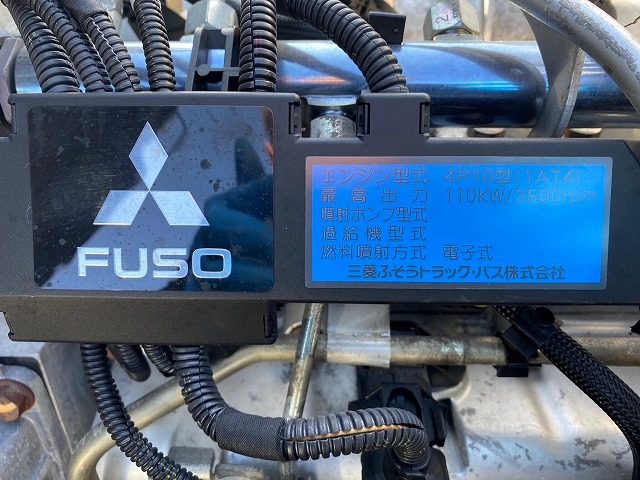 FUSO
エンジン型式 4P10型(1AT4)
最高出力 110KW/3500rpm
噴射ポンプ型式
過給機型式
燃料噴射方式 電子式
三菱ふそうトラック・バス株式会社